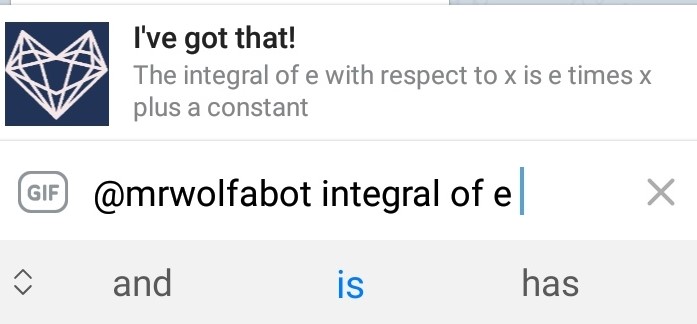 I've got that!
The integral of e with respect to x is e times x
plus a constant
GIF @mrwolfabot integral of e
and is has